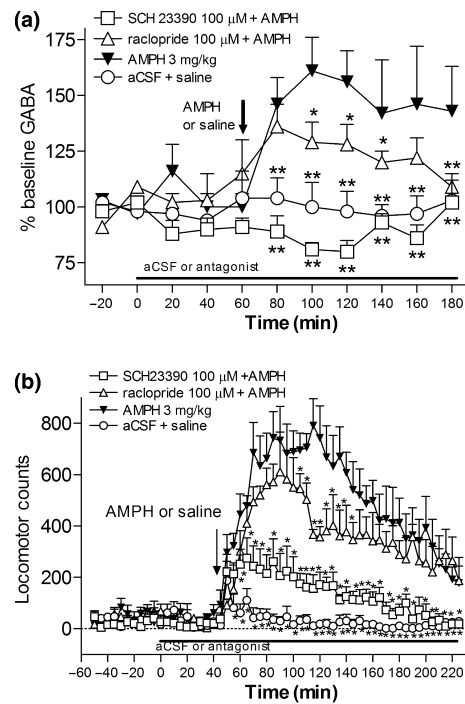 (a)
SCH 23390 100 μM + AMPH
raclopride 100 μM + AMPH
AMPH 3 mg/kg
aCSF + saline
% baseline GABA
175
150
125
100
75
AMPH
or saline
* * *
**
** ** ** ** **
** ** ** ** **
aCSF or antagonist
−20 0 20 40 60 80 100 120 140 160 180
Time (min)
(b)
SCH23390 100 μM +AMPH
raclopride 100 μM + AMPH
AMPH 3 mg/kg
aCSF + saline
Locomotor counts
800
600
400
200
0
AMPH or saline
aCSF or antagonist
−60 −40 −20 0 20 40 60 80 100 120 140 160 180 200 220
Time (min)